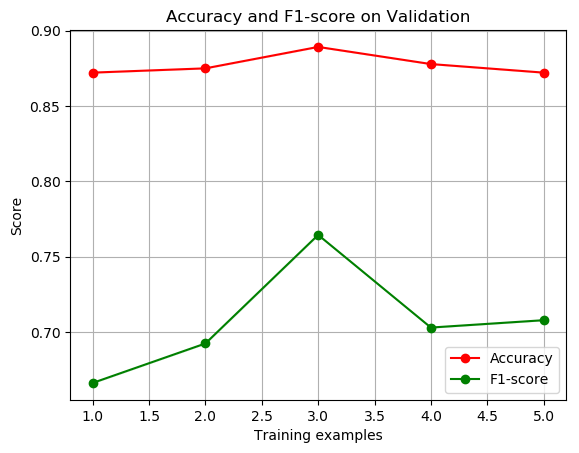 Accuracy and F1-score on Validation
0.90
0.85
0.80
0.75
0.70
Score
1.0 1.5 2.0 2.5 3.0 3.5 4.0 4.5 5.0
Training examples
Accuracy
F1-score